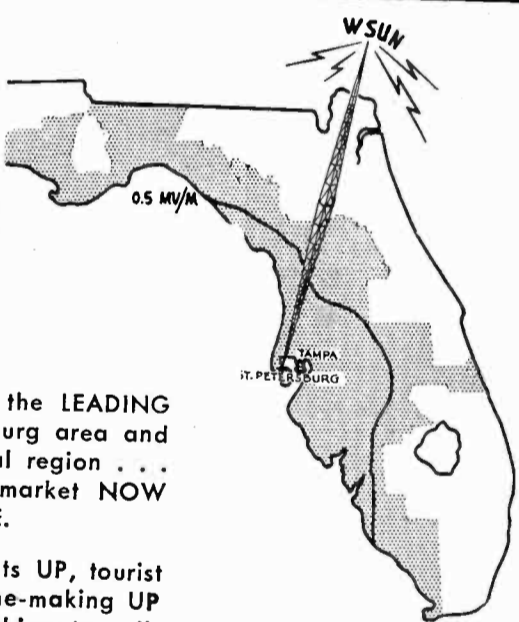 WSUN
0.5 MV/M
TAMPA
ST. PETERSBURG
the LEADING
urg area and
al region . . .
market NOW
E.
ts UP, tourist
e-making UP